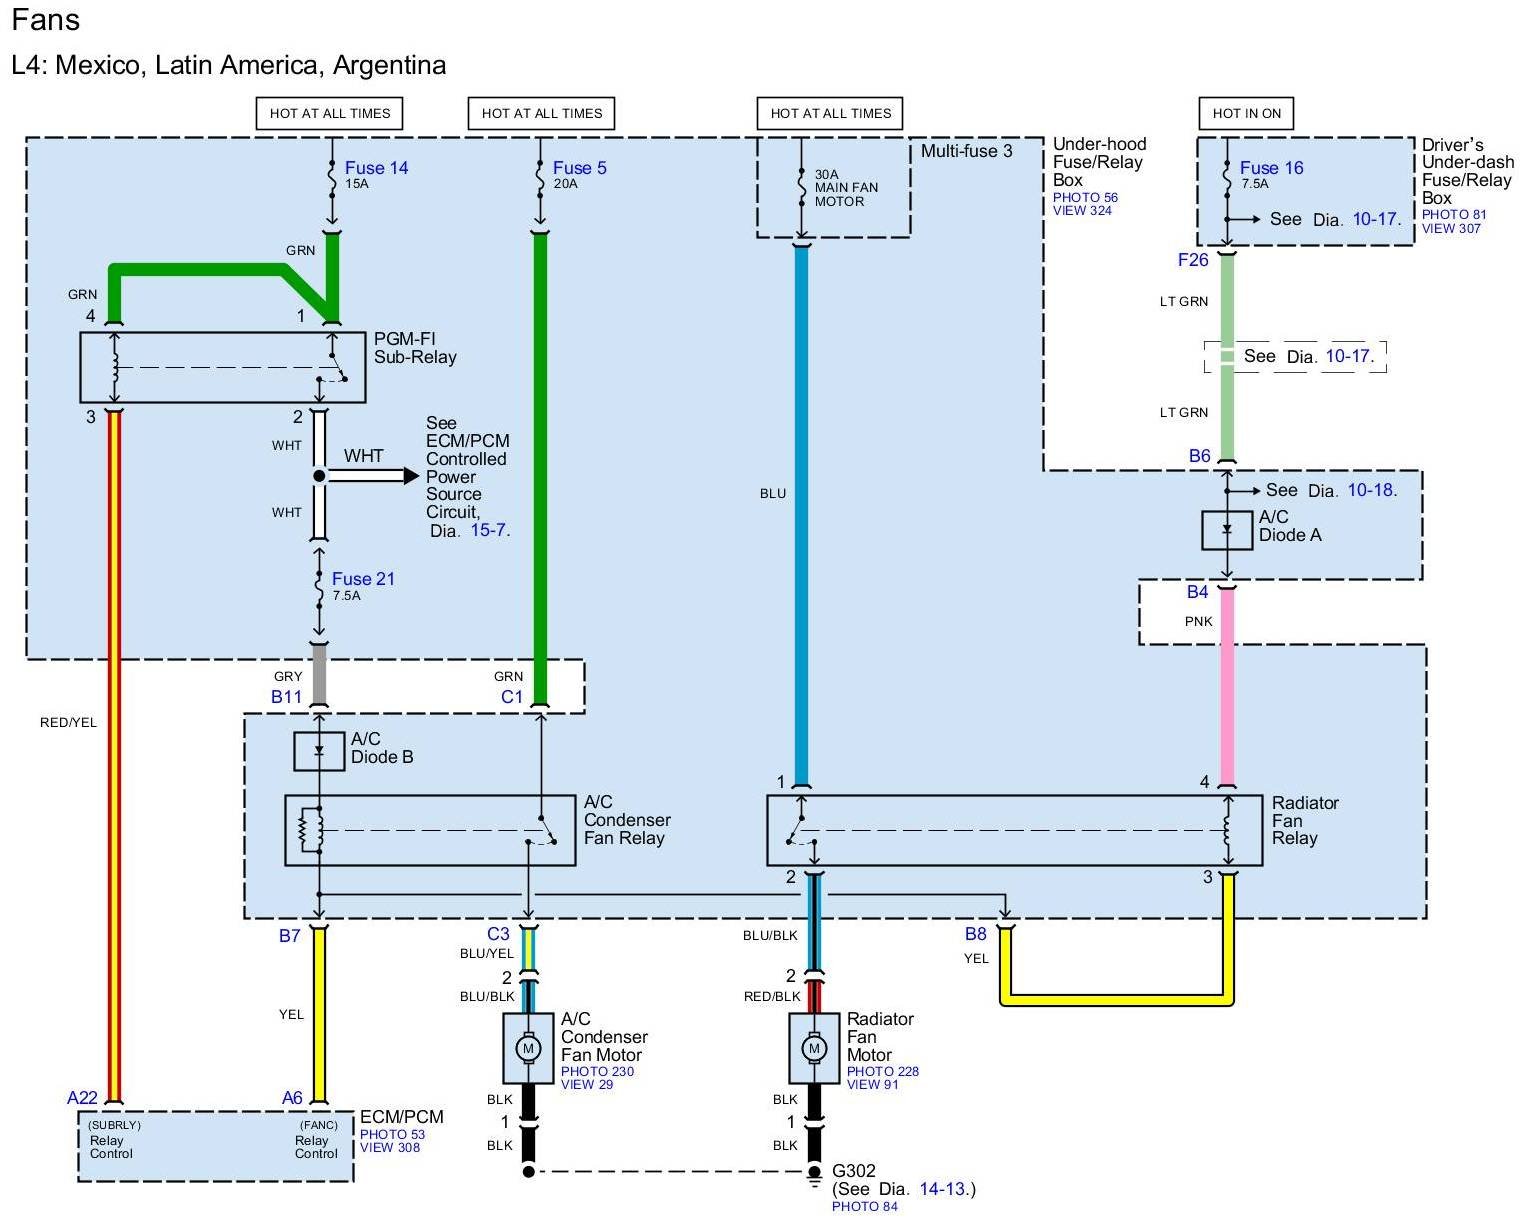 Fans
L4: Mexico, Latin America, Argentina
HOT AT ALL TIMES
HOT AT ALL TIMES
HOT AT ALL TIMES
HOT IN ON
Fuse 14
15A
Fuse 5
20A
30A
MAIN FAN
MOTOR
Multi-fuse 3
Under-hood
Fuse/Relay
Box
PHOTO 56
VIEW 324
Fuse 16
7.5A
See Dia. 10-17.
Driver's
Under-dash
Fuse/Relay
Box
PHOTO 81
VIEW 307
GRN
GRN
4
1
PGM-FI
Sub-Relay
F26
LT GRN
See Dia. 10-17.
LT GRN
B6
3
2
WHT
WHT
WHT
See
ECM/PCM
Controlled
Power
Source
Circuit,
Dia. 15-7.
BLU
See Dia. 10-18.
A/C
Diode A
Fuse 21
7.5A
B4
PNK
GRY
B11
GRN
C1
RED/YEL
A/C
Diode B
1
4
A/C
Condenser
Fan Relay
Radiator
Fan
Relay
2
3
B7
C3
BLU/YEL
BLU/BLK
B8
YEL
2
BLU/BLK
2
RED/BLK
YEL
A/C
Condenser
Fan Motor
PHOTO 230
VIEW 29
M
Radiator
Fan
Motor
PHOTO 228
VIEW 91
M
A22
A6
BLK
1
BLK
BLK
1
BLK
(SUBRLY)
Relay
Control
(FANC)
Relay
Control
ECM/PCM
PHOTO 53
VIEW 308
G302
(See Dia. 14-13.)
PHOTO 84